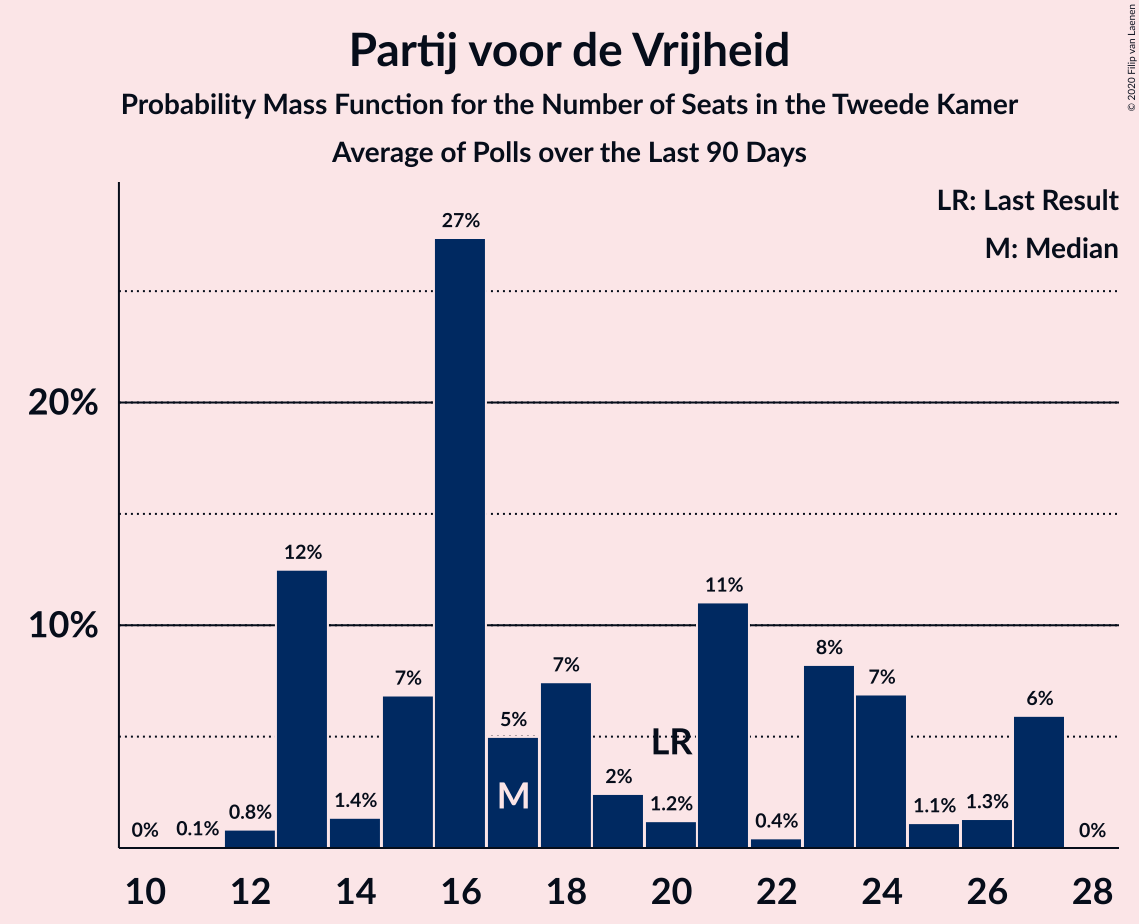 Partij voor de Vrijheid
Probability Mass Function for the Number of Seats in the Tweede Kamer
Average of Polls over the Last 90 Days
© 2020 Filip van Laenen
LR: Last Result
M: Median
27%
20%
12%
11%
10%
8%
7%
7%
7%
6%
5%
LR
2%
M
1.4%
1.2%
1.1%
1.3%
0.8%
0.4%
0%
0.1%
0%
10 12 14 16 18 20 22 24 26 28